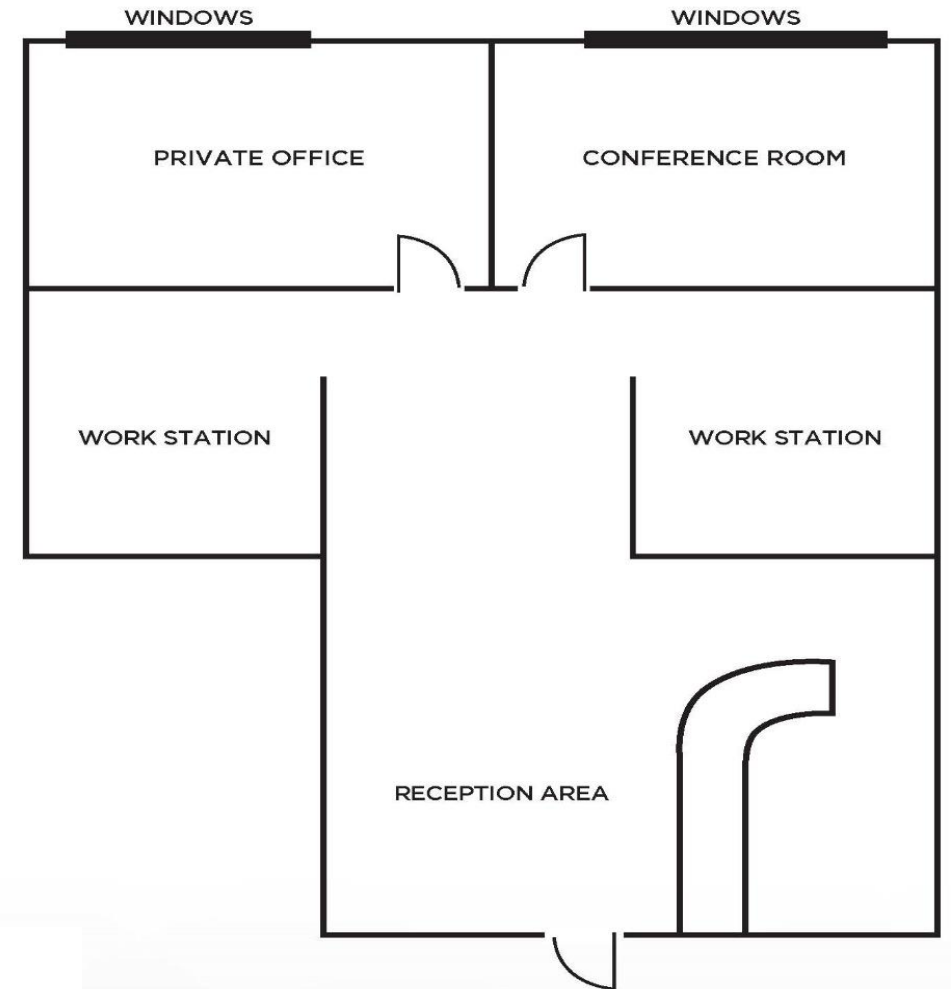 WINDOWS
WINDOWS
PRIVATE OFFICE
CONFERENCE ROOM
WORK STATION
WORK STATION
RECEPTION AREA